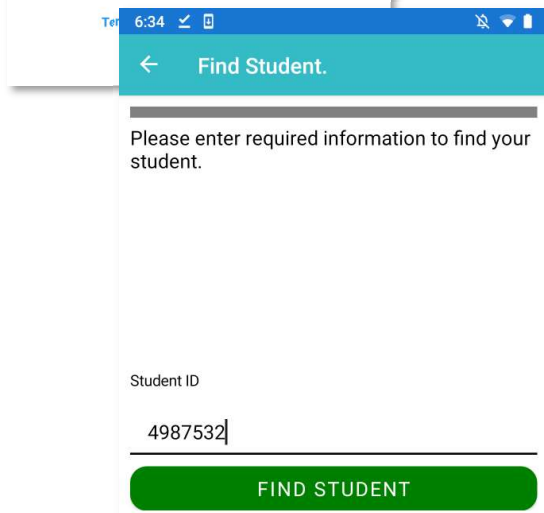 6:34
Find Student.
Please enter required information to find your
student.
Student ID
4987532
FIND STUDENT